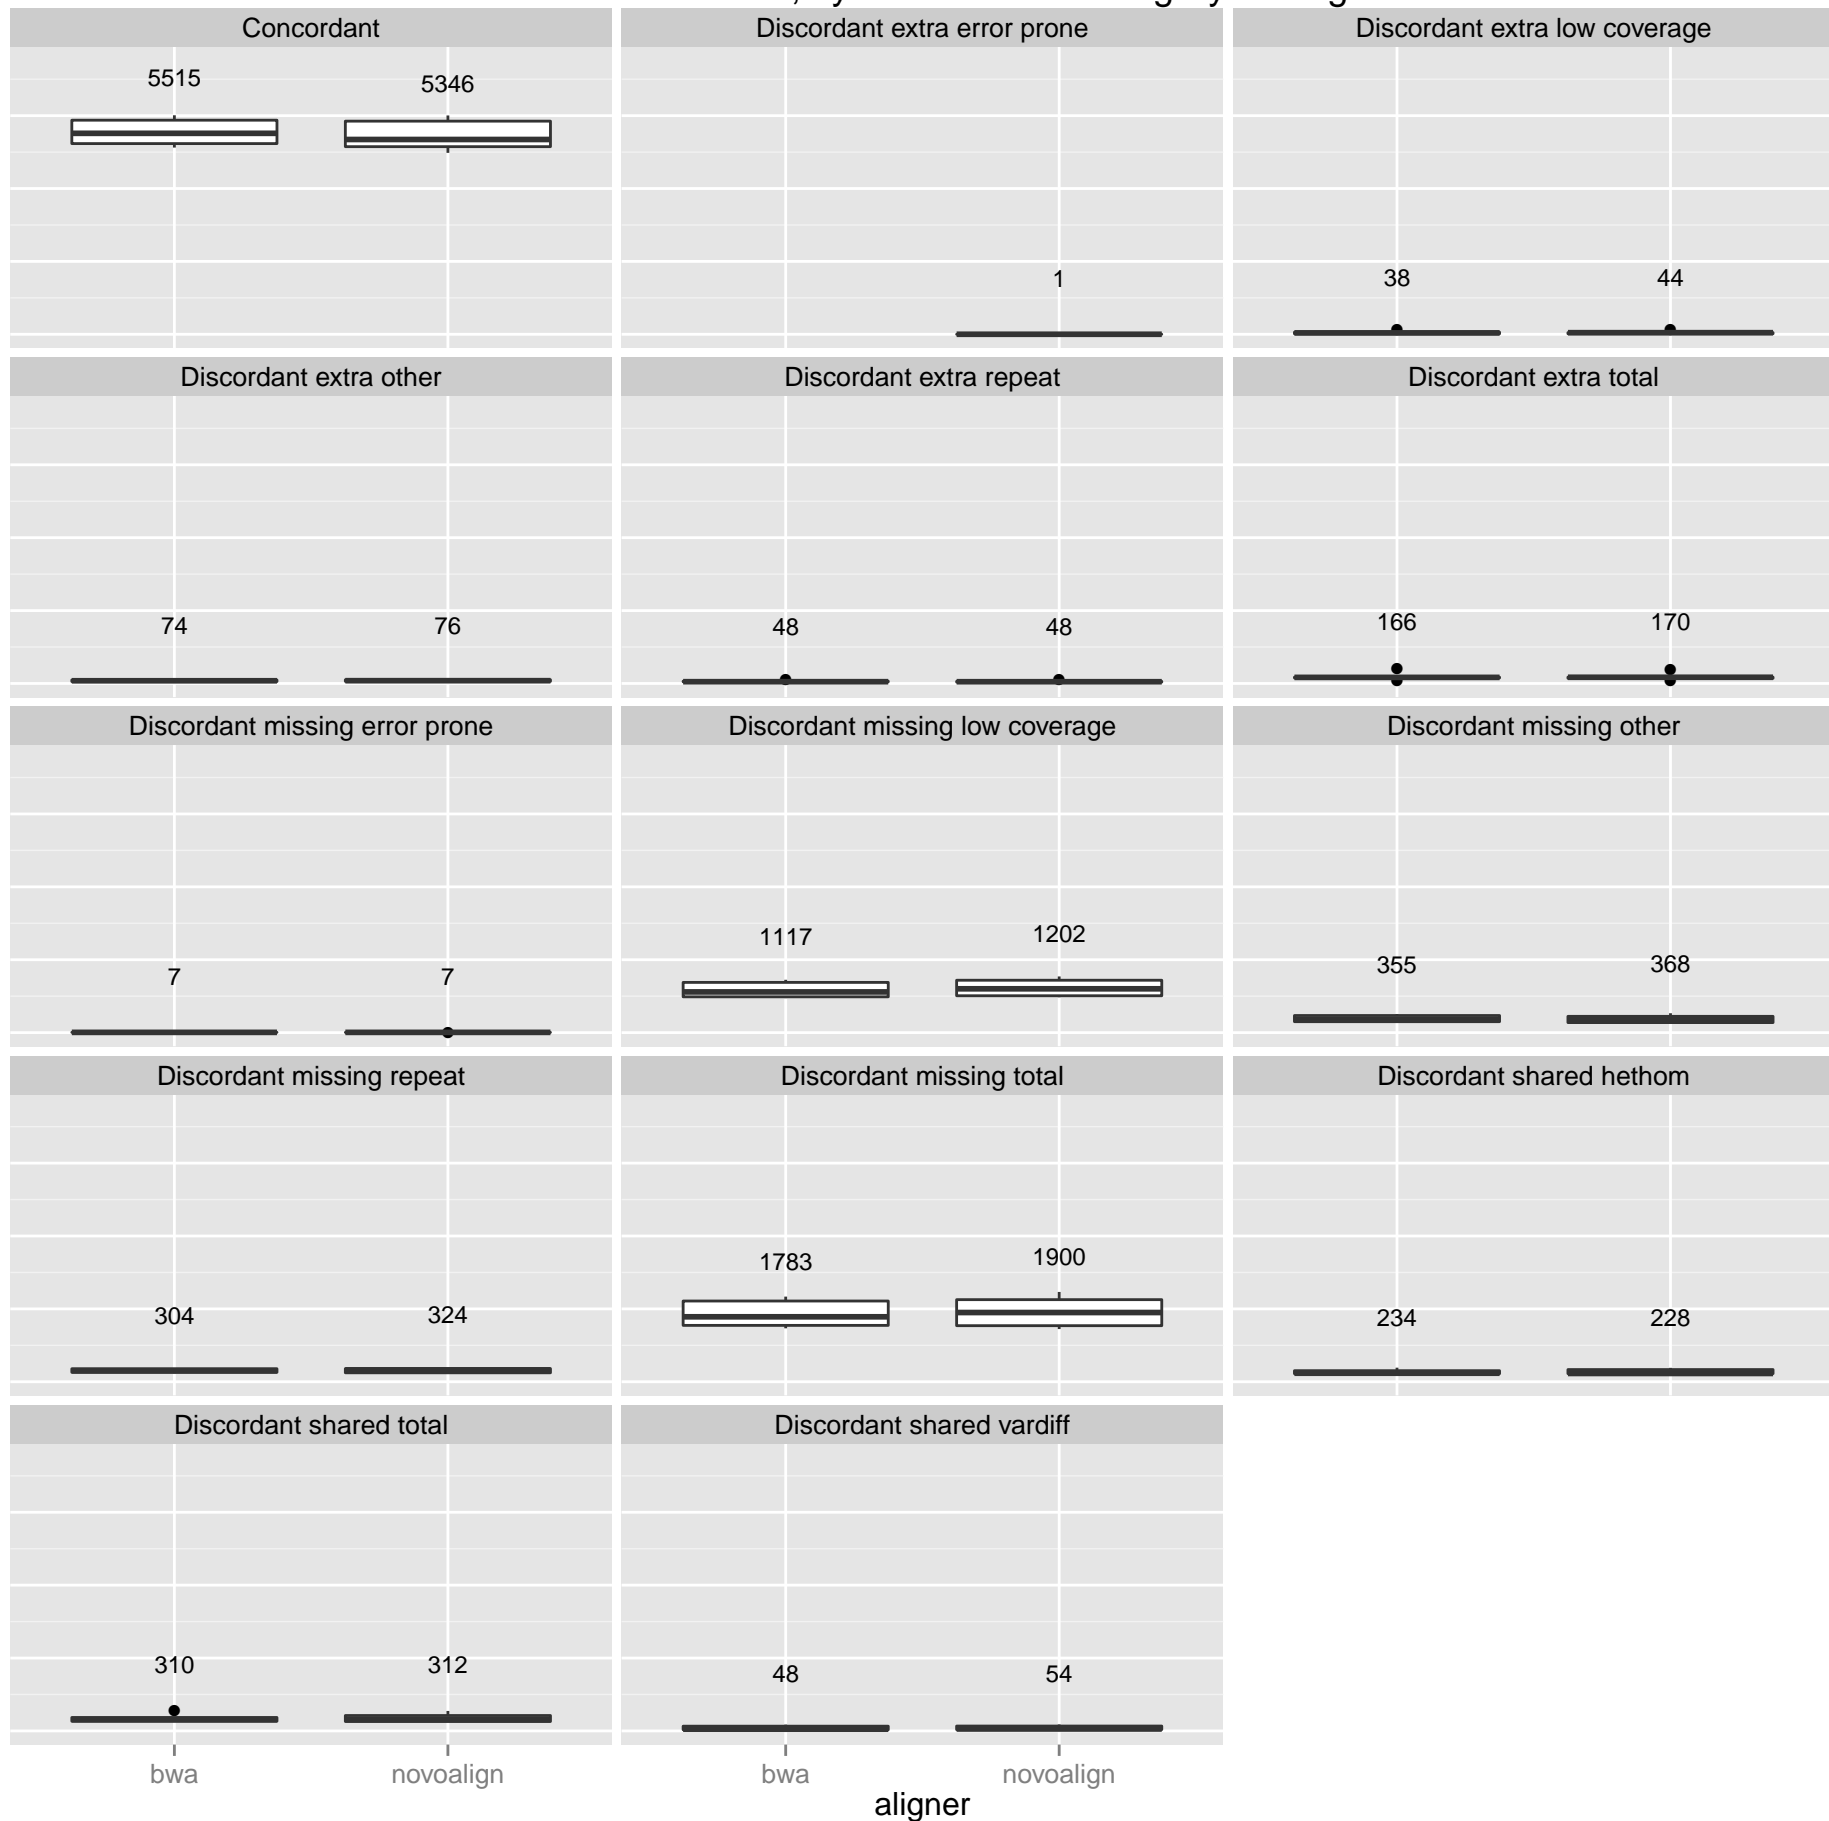 Concordant Discordant extra error prone Discordant extra low coverage
5515 5346
1
38 44
Discordant extra other Discordant extra repeat Discordant extra total
74 76
48 48
166 170
Discordant missing error prone Discordant missing low coverage Discordant missing other
7 7
1117 1202
355 368
Discordant missing repeat Discordant missing total Discordant shared hethom
304 324
1783 1900
234 228
Discordant shared total Discordant shared vardiff
310 312
48 54
bwa novoalign bwa novoalign
aligner